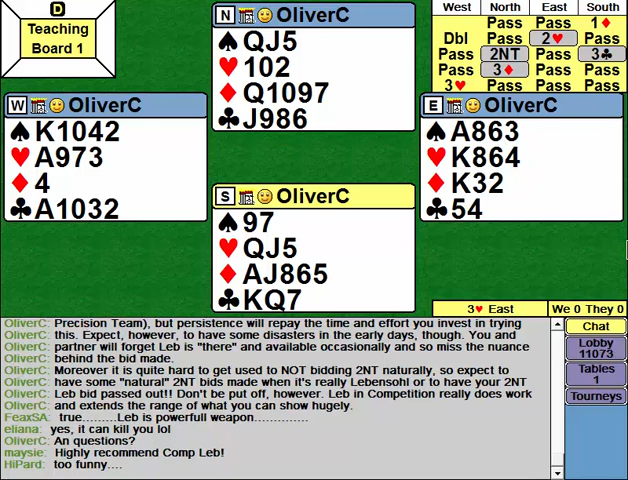 D
Teaching
Board 1
N OliverC
♠ QJ5
♥ 102
♦ Q1097
♣ J986
West North East South
Pass Pass 1♦
Dbl Pass 2♥ Pass
Pass 2NT Pass 3♣
Pass 3♦ Pass Pass
3♥ Pass Pass Pass
W OliverC
♠ K1042
♥ A973
♦ 4
♣ A1032
E OliverC
♠ A863
♥ K864
♦ K32
♣ 54
S OliverC
♠ 97
♥ QJ5
♦ AJ865
♣ KQ7
3♥ East We 0 They 0
OliverC: Precision Team), but persistence will repay the time and effort you invest in trying
OliverC: this. Expect, however, to have some disasters in the early days, though. You and
OliverC: partner will forget Leb is "there" and available occasionally and so miss the nuance
OliverC: behind the bid made.
OliverC: Moreover it is quite hard to get used to NOT bidding 2NT naturally, so expect to
OliverC: have some "natural" 2NT bids made when it's really Lebensohl or to have your 2NT
OliverC: Leb bid passed out!! Don't be put off, however. Leb in Competition really does work
OliverC: and extends the range of what you can show hugely.
FeaxSA: true.........Leb is powerfull weapon..............
eliana: yes, it can kill you lol
OliverC: An questions?
maysie: Highly recommend Comp Leb!
HiPard: too funny....
Chat
Lobby
11073
Tables
1
Tourneys